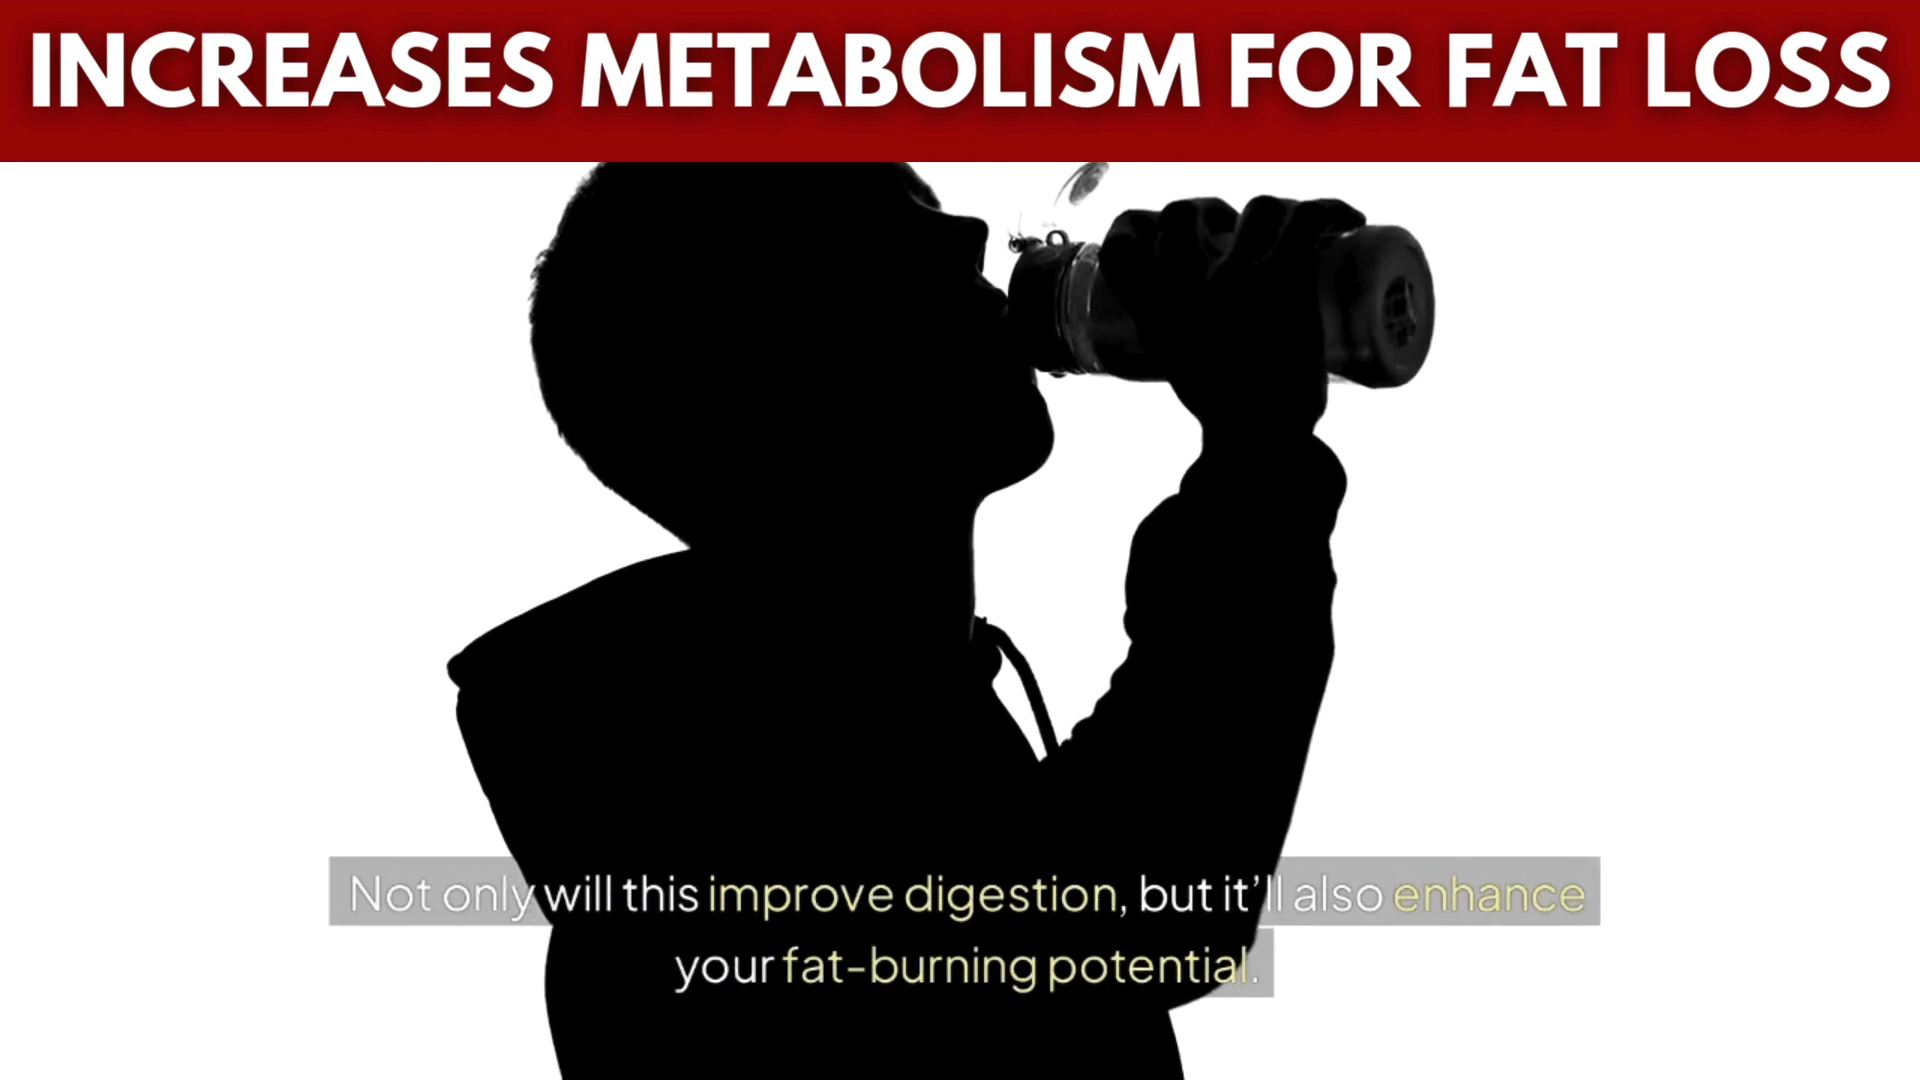 INCREASES METABOLISM FOR FAT LOSS
Not only will this improve digestion, but it'll also enhance
your fat-burning potential.